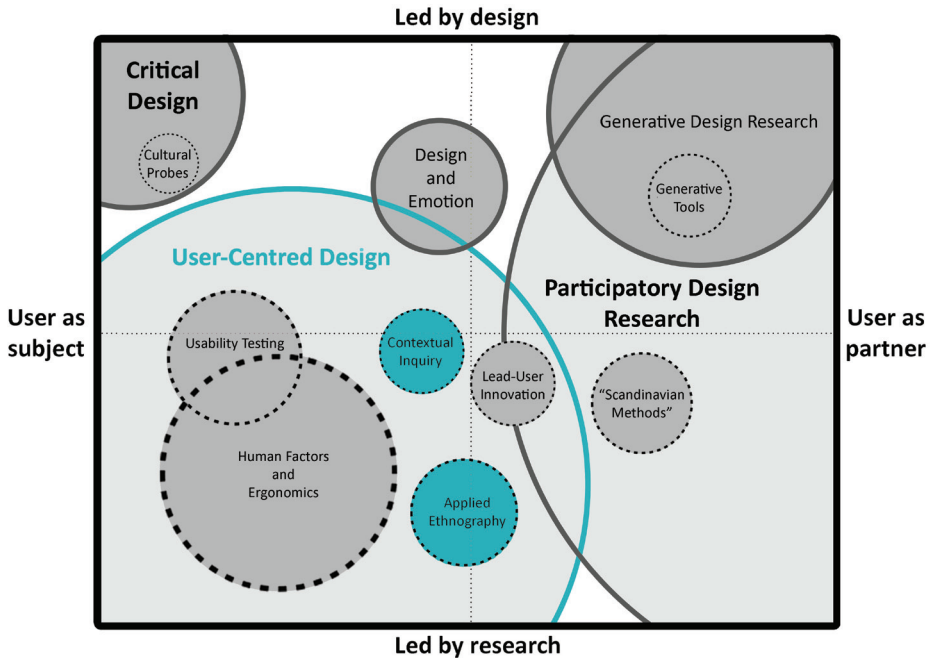 Led by design
Critical
Design
Cultural
Probes
Design
and
Emotion
Generative Design Research
Generative
Tools
User-Centred Design
Participatory Design
Research
User as
subject
User as
partner
Usability Testing
Contextual
Inquiry
Lead-User
Innovation
“Scandinavian
Methods”
Human Factors
and
Ergonomics
Applied
Ethnography
Led by research